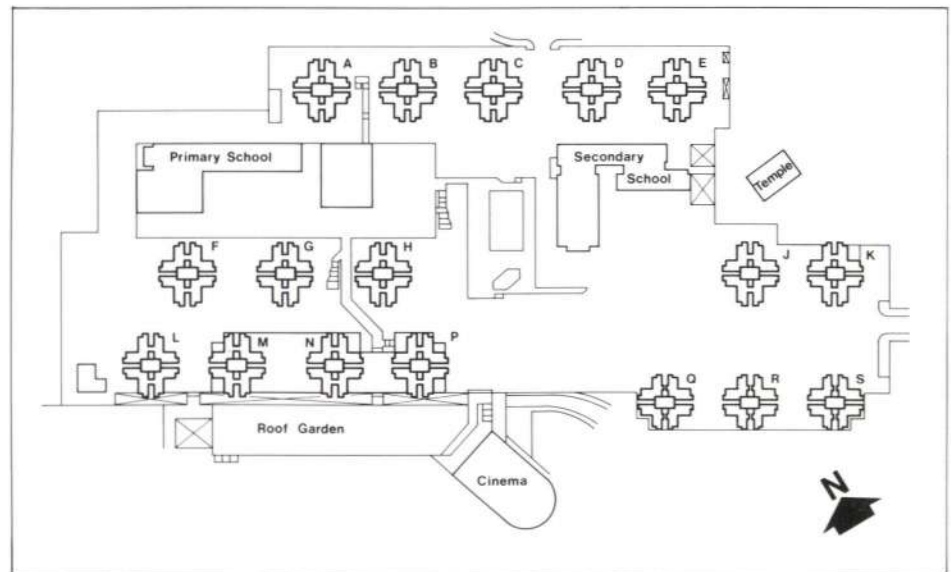 A
B
C
D
E
Primary School
Secondary
School
Temple
F
G
H
J
K
L
M
N
P
Q
R
S
Roof Garden
Cinema
N